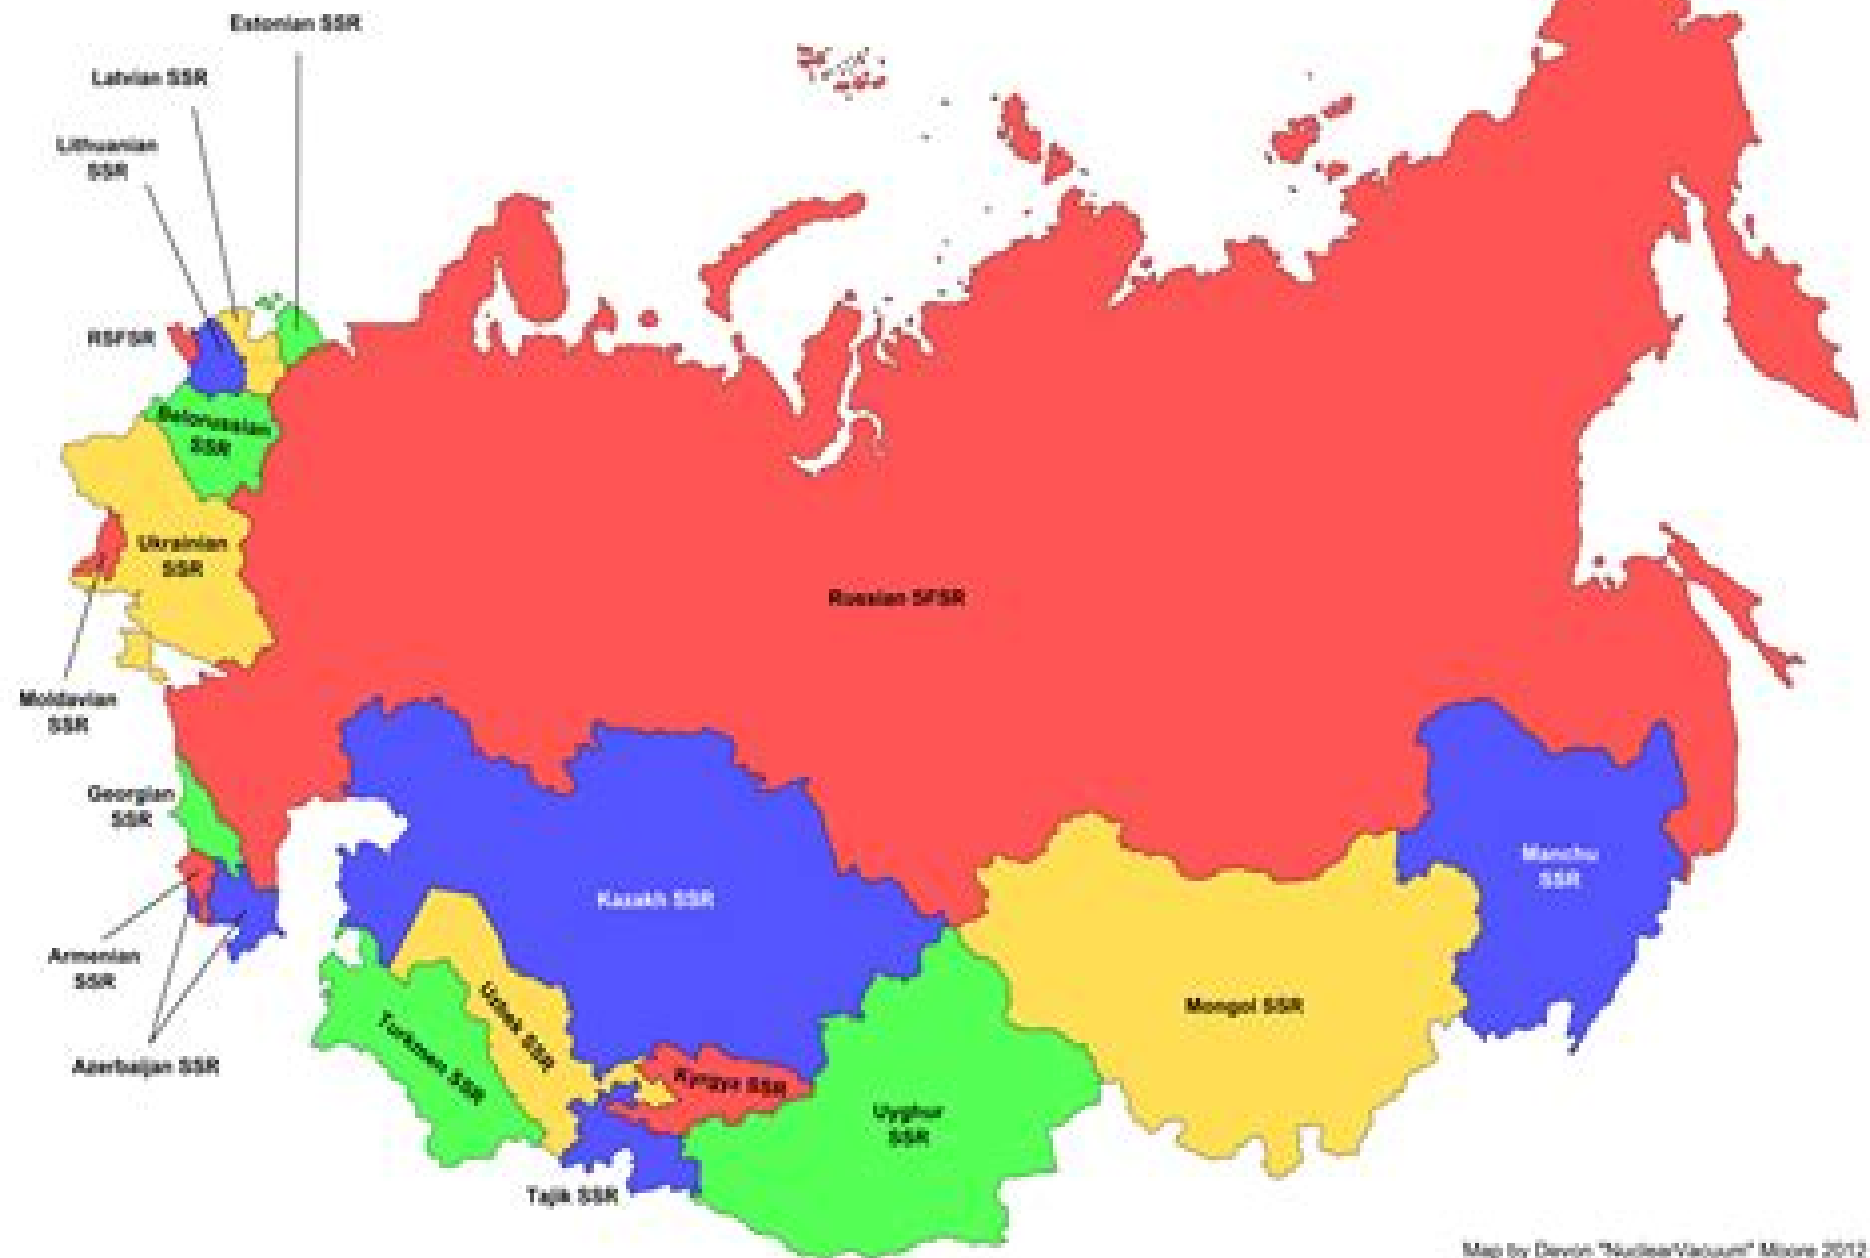 Estonian SSR
Latvian SSR
Lithuanian
SSR
RSFSR
Belorussian
SSR
Ukrainian
SSR
Russian SFSR
Moldavian
SSR
Georgian
SSR
Manchu
SSR
Kazakh SSR
Armenian
SSR
Mongol SSR
Uzbek SSR
Turkmen SSR
Azerbaijan SSR
Kyrgyz SSR
Uyghur
SSR
Tajik SSR
Map by Devon "NuclearVacuum" Moore 2013